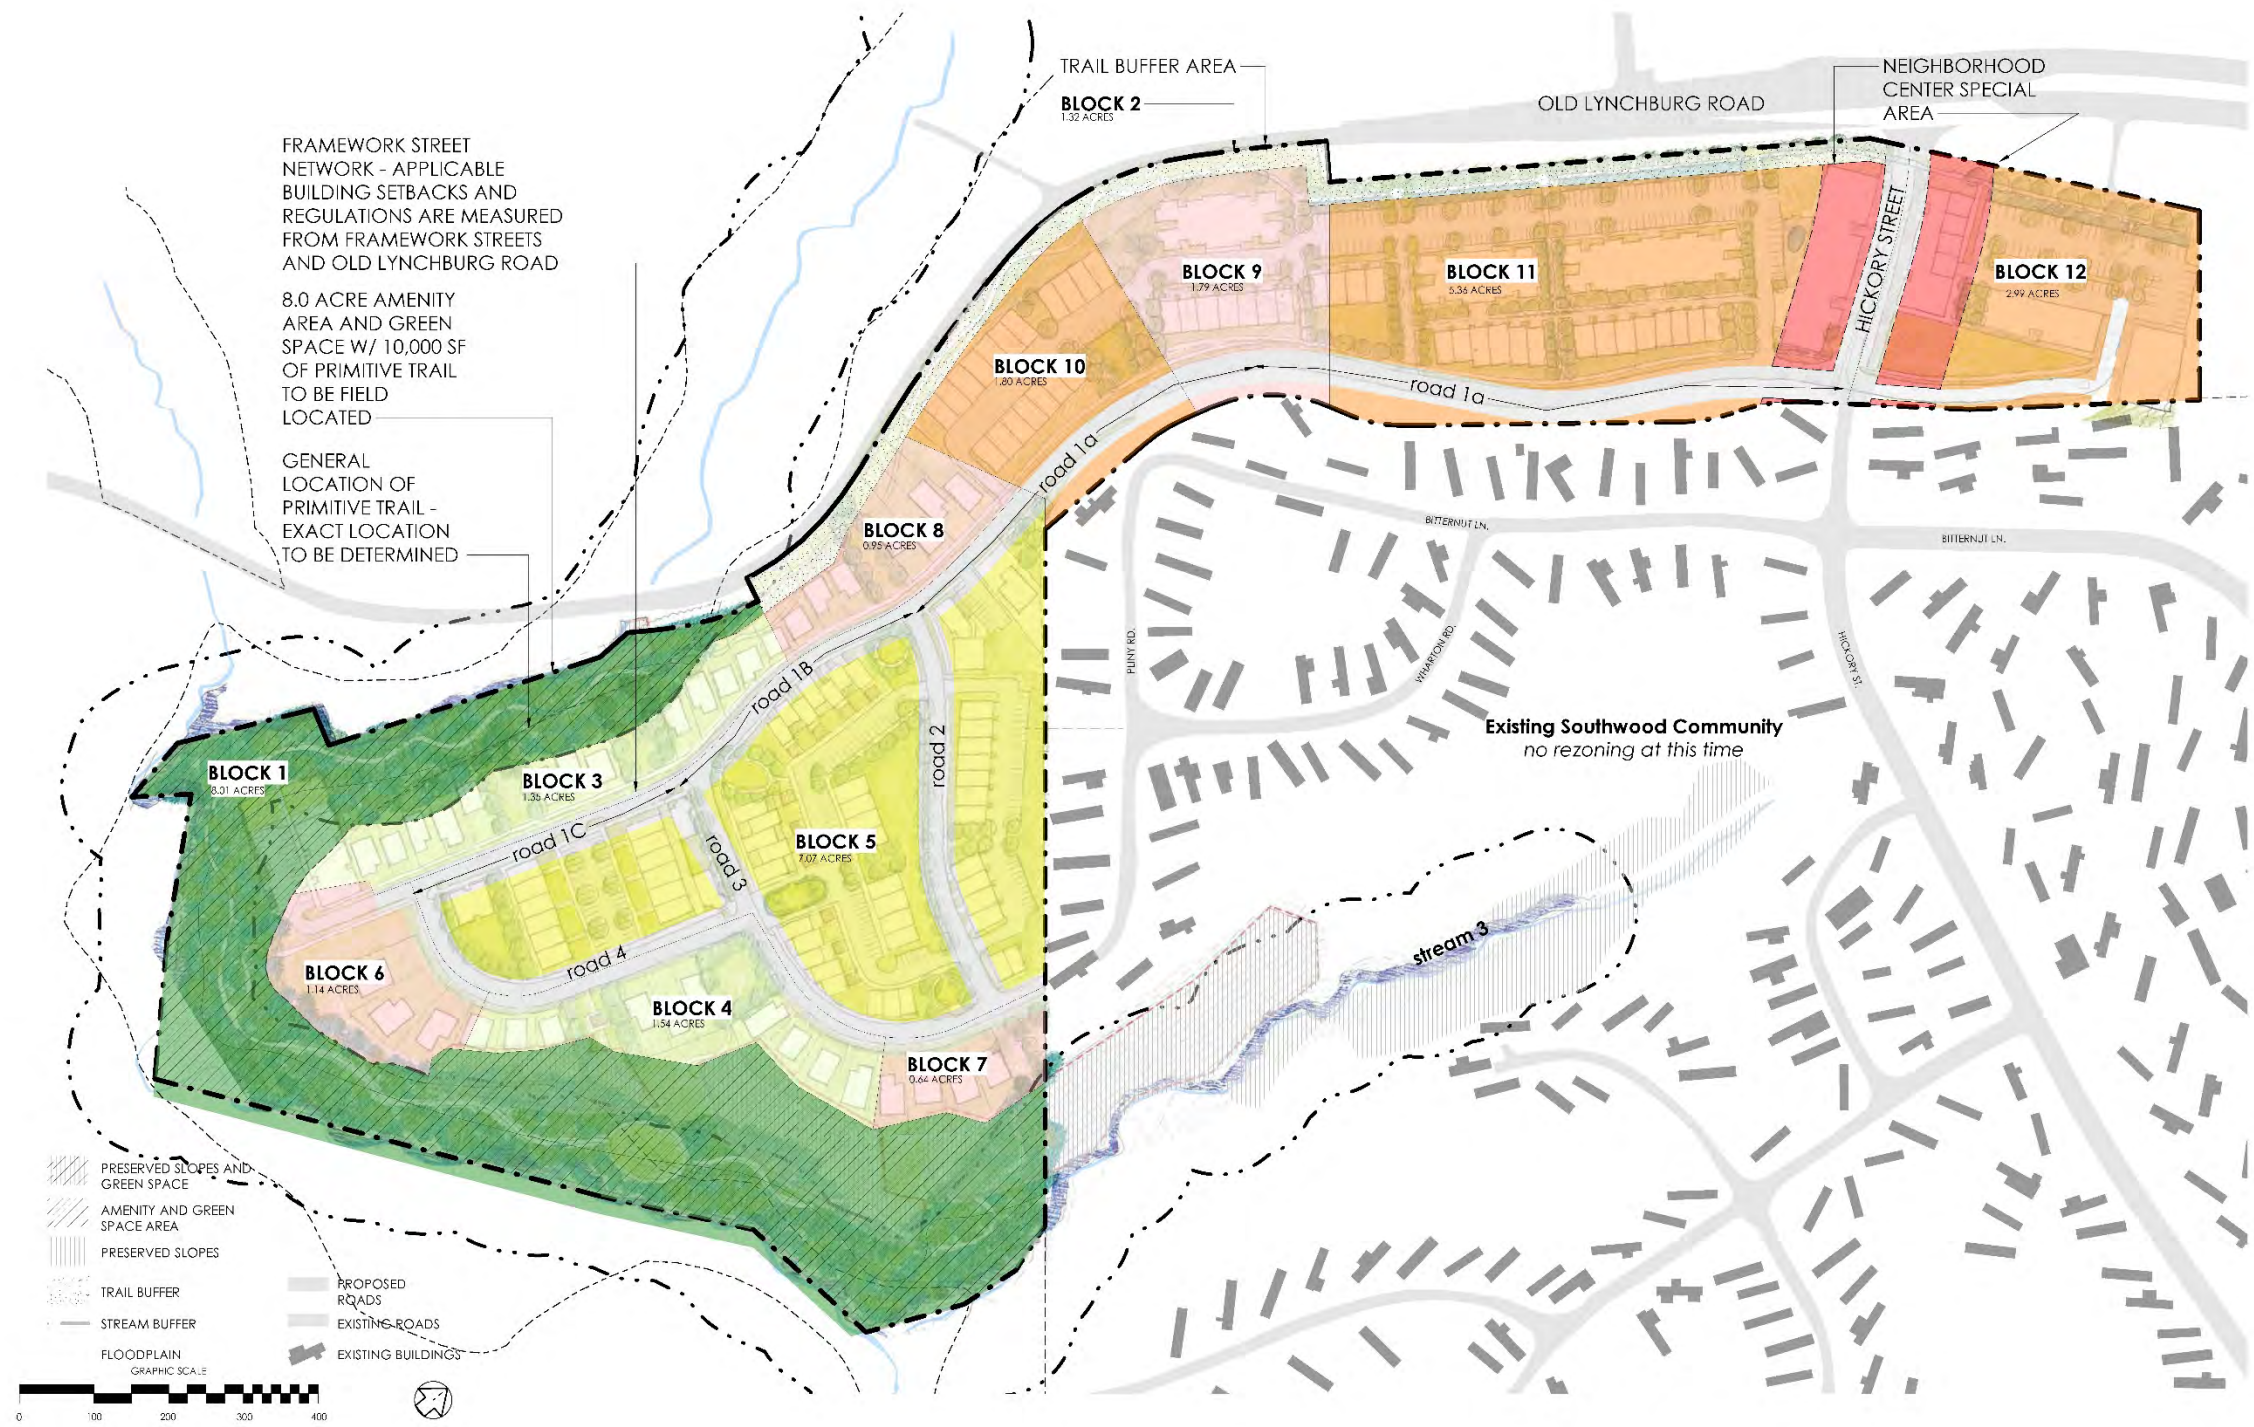 TRAIL BUFFER AREA
BLOCK 2
1.32 ACRES
OLD LYNCHBURG ROAD
NEIGHBORHOOD
CENTER SPECIAL
AREA
FRAMEWORK STREET
NETWORK - APPLICABLE
BUILDING SETBACKS AND
REGULATIONS ARE MEASURED
FROM FRAMEWORK STREETS
AND OLD LYNCHBURG ROAD
8.0 ACRE AMENITY
AREA AND GREEN
SPACE W/ 10,000 SF
OF PRIMITIVE TRAIL
TO BE FIELD
LOCATED
GENERAL
LOCATION OF
PRIMITIVE TRAIL -
EXACT LOCATION
TO BE DETERMINED
BLOCK 9
1.79 ACRES
BLOCK 11
5.36 ACRES
HICKORY STREET
BLOCK 12
2.99 ACRES
BLOCK 10
1.80 ACRES
road 1a
road 1a
BLOCK 8
0.95 ACRES
BITTERNUT LN.
BITTERNUT LN.
PLINY RD.
WHARTON RD.
HICKORY ST.
road 1B
road 2
Existing Southwood Community
no rezoning at this time
BLOCK 1
8.01 ACRES
BLOCK 3
1.35 ACRES
road 1C
road 3
BLOCK 5
7.07 ACRES
stream 3
road 4
BLOCK 6
1.14 ACRES
BLOCK 4
1.54 ACRES
BLOCK 7
0.64 ACRES
PRESERVED SLOPES AND
GREEN SPACE
AMENITY AND GREEN
SPACE AREA
PRESERVED SLOPES
TRAIL BUFFER
STREAM BUFFER
FLOODPLAIN
PROPOSED
ROADS
EXISTING ROADS
EXISTING BUILDINGS
GRAPHIC SCALE
0 100 200 300 400